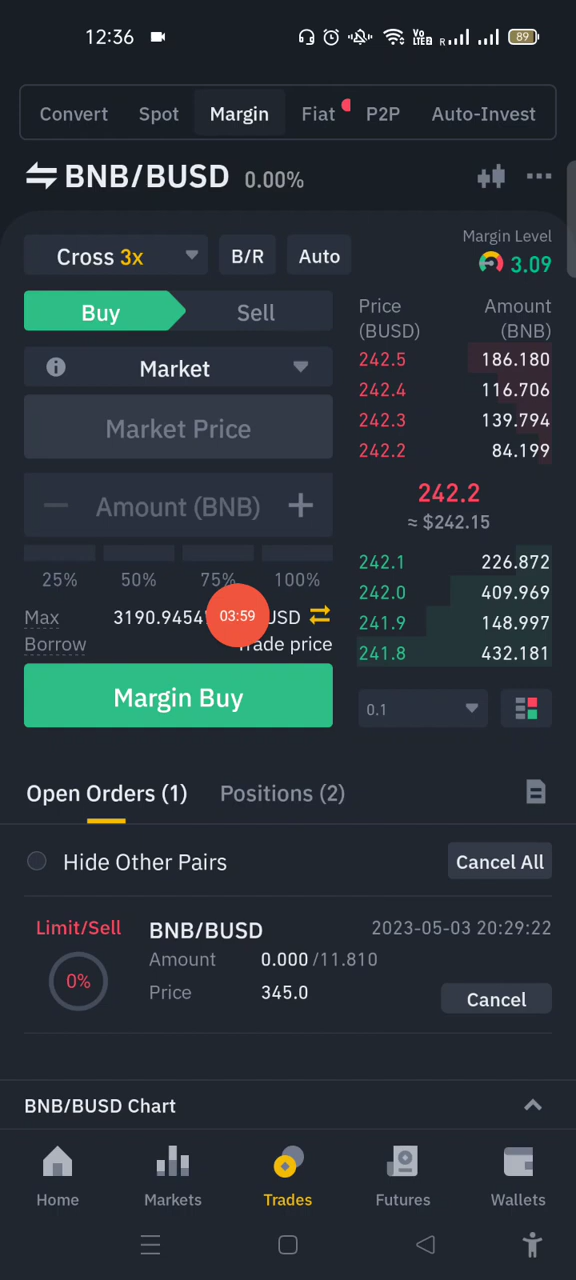 12:36 Vo LTE2 R 89
Convert Spot Margin Fiat P2P Auto-Invest
BNB/BUSD 0.00%
Margin Level
3.09
Cross 3x B/R Auto
Buy Sell
Market
Market Price
Amount (BNB)
25% 50% 75% 100%
Max 3190.9454
Borrow rade price
03:59
Margin Buy
Price Amount
(BUSD) (BNB)
242.5 186.180
242.4 116.706
242.3 139.794
242.2 84.199
242.2
≈ $242.15
242.1 226.872
242.0 409.969
241.9 148.997
241.8 432.181
0.1
Open Orders (1) Positions (2)
Hide Other Pairs Cancel All
Limit/Sell BNB/BUSD 2023-05-03 20:29:22
0% Amount 0.000 /11.810
Price 345.0 Cancel
BNB/BUSD Chart
Home Markets Trades Futures Wallets